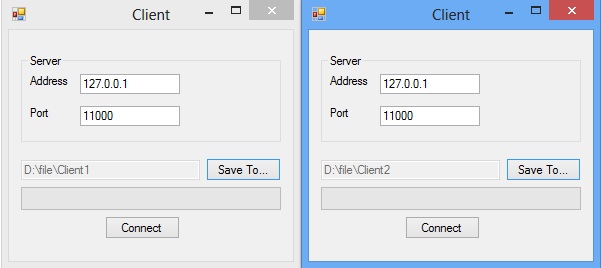 Client
Server
Address 127.0.0.1
Port 11000
D:\file\Client1 Save To...
Connect
Client
Server
Address 127.0.0.1
Port 11000
D:\file\Client2 Save To...
Connect